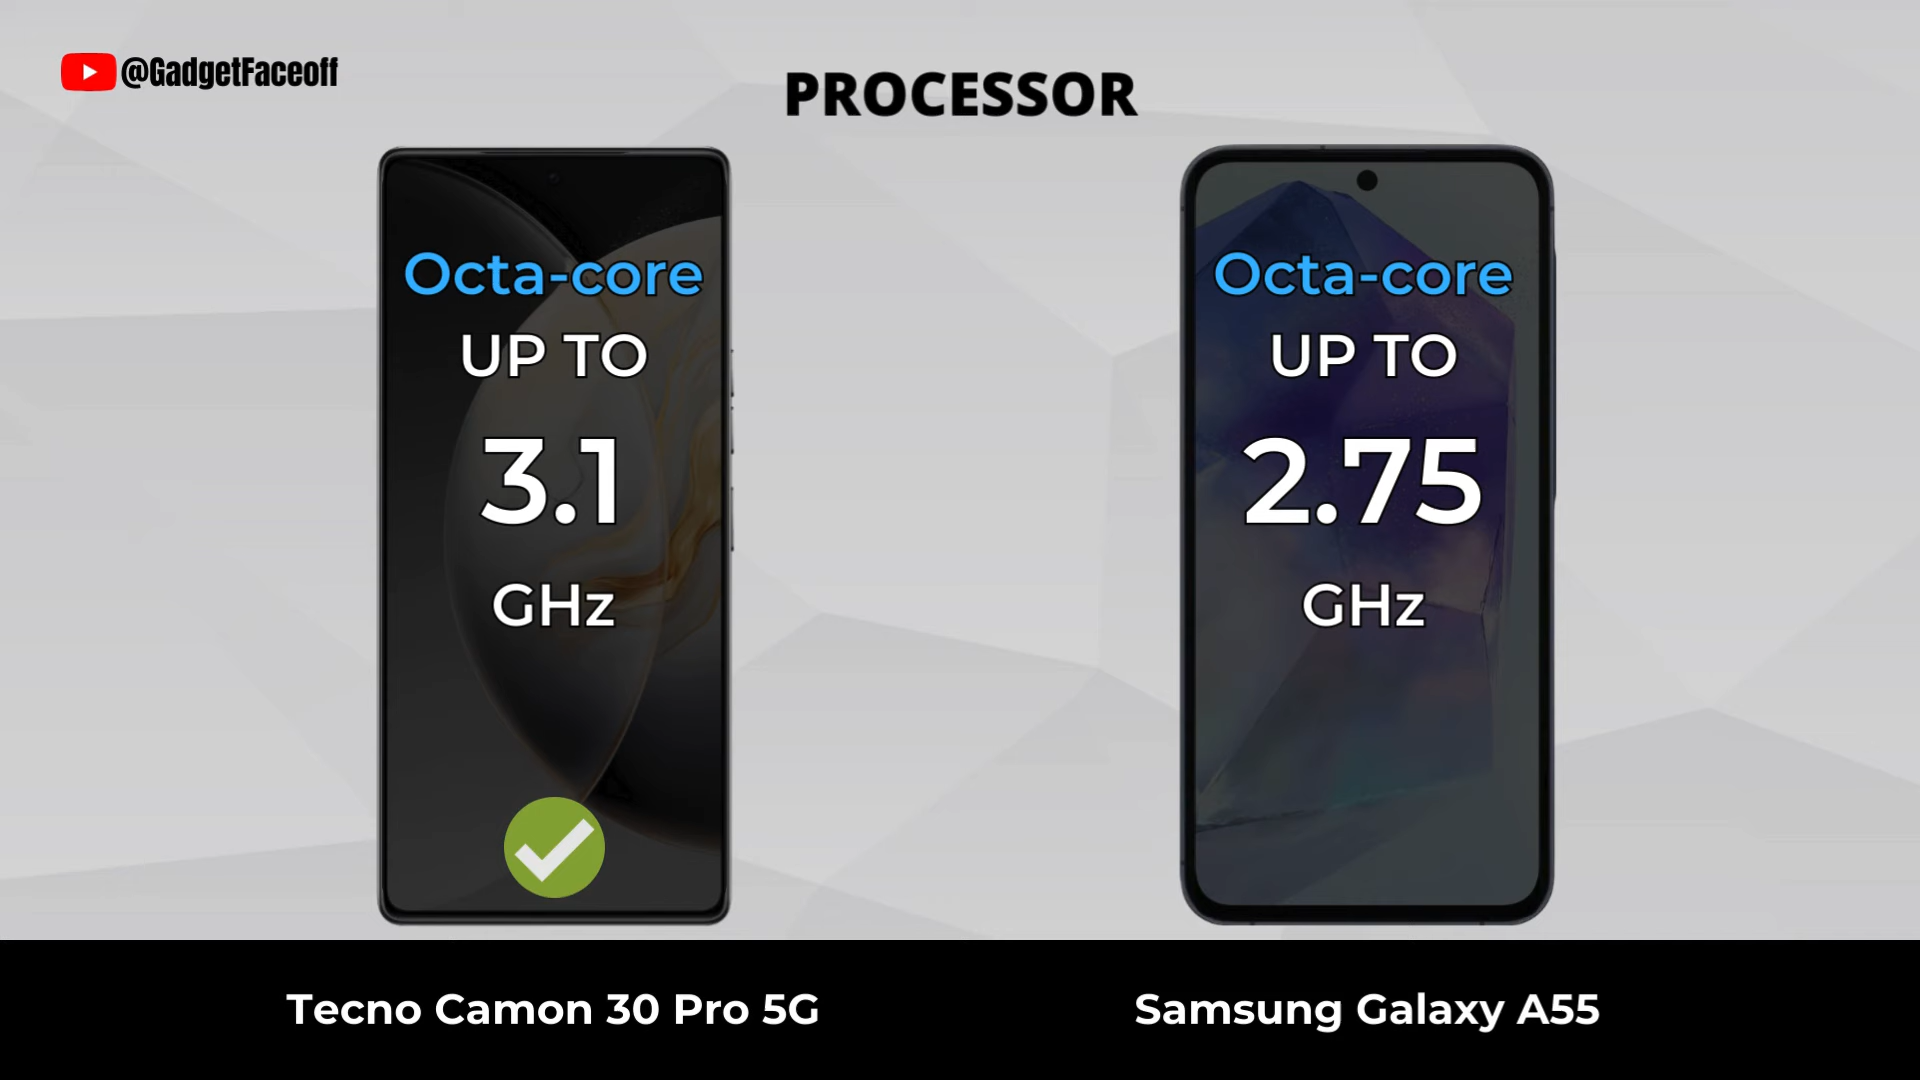 @GadgetFaceoff
PROCESSOR
Octa-core
UP TO
3.1
GHz
Octa-core
UP TO
2.75
GHz
Tecno Camon 30 Pro 5G
Samsung Galaxy A55